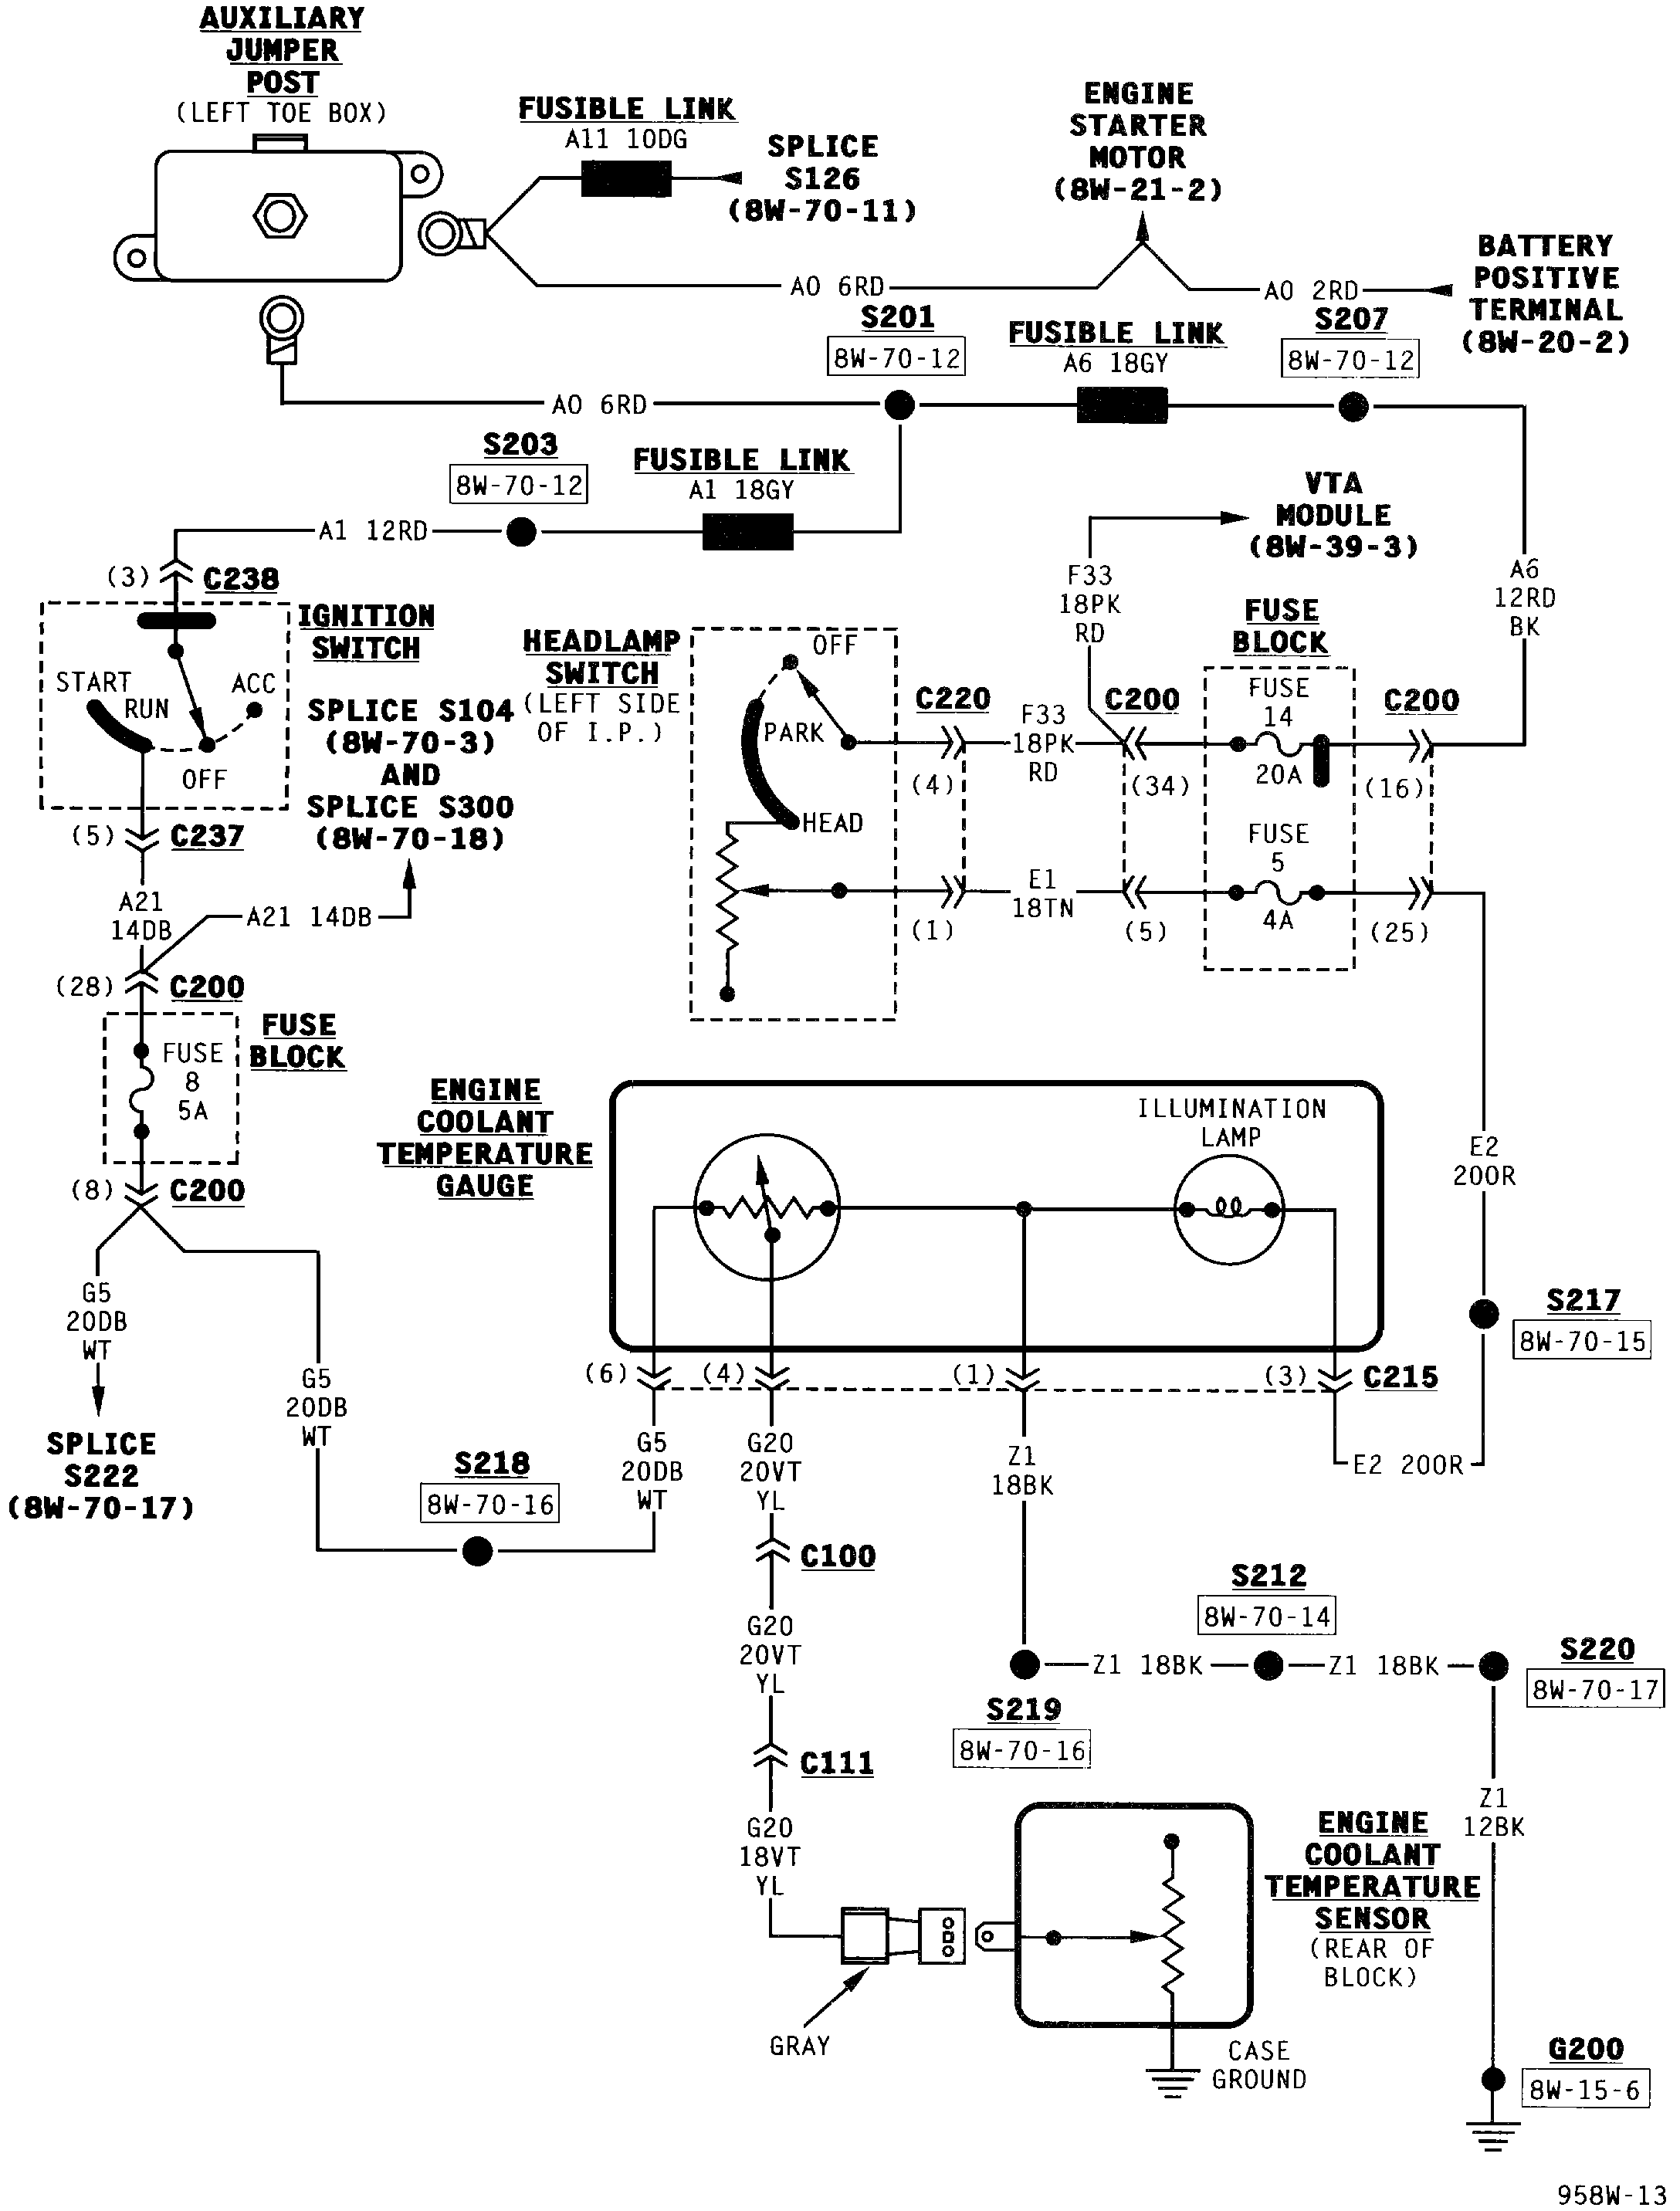 AUXILIARY
JUMPER
POST
(LEFT TOE BOX)
FUSIBLE LINK
A11 10DG
SPLICE
S126
(8W-70-11)
ENGINE
STARTER
MOTOR
(8W-21-2)
BATTERY
POSITIVE
TERMINAL
(8W-20-2)
A0 6RD
A0 2RD
S201
8W-70-12
FUSIBLE LINK
A6 18GY
S207
8W-70-12
A0 6RD
S203
8W-70-12
FUSIBLE LINK
A1 18GY
A1 12RD
VTA
MODULE
(8W-39-3)
F33
18PK
RD
A6
12RD
BK
(3)
C238
IGNITION
SWITCH
START
RUN
ACC
OFF
HEADLAMP
SWITCH
(LEFT SIDE
OF I.P.)
OFF
PARK
HEAD
FUSE
BLOCK
FUSE
14
20A
FUSE
5
4A
C220
(4)
F33
18PK
RD
C200
(34)
C200
(16)
(1)
E1
18TN
(5)
(25)
SPLICE S104
(8W-70-3)
AND
SPLICE S300
(8W-70-18)
(5)
C237
A21
14DB
A21 14DB
(28)
C200
FUSE
BLOCK
FUSE
8
5A
(8)
C200
ENGINE
COOLANT
TEMPERATURE
GAUGE
ILLUMINATION
LAMP
E2
20OR
G5
20DB
WT
G5
20DB
WT
SPLICE
S222
(8W-70-17)
S217
8W-70-15
(6)
(4)
(1)
(3)
C215
G5
20DB
WT
G20
20VT
YL
Z1
18BK
E2 20OR
S218
8W-70-16
C100
G20
20VT
YL
S212
8W-70-14
Z1 18BK
Z1 18BK
S220
8W-70-17
S219
8W-70-16
C111
G20
18VT
YL
Z1
12BK
ENGINE
COOLANT
TEMPERATURE
SENSOR
(REAR OF
BLOCK)
GRAY
CASE
GROUND
G200
8W-15-6
958W-13